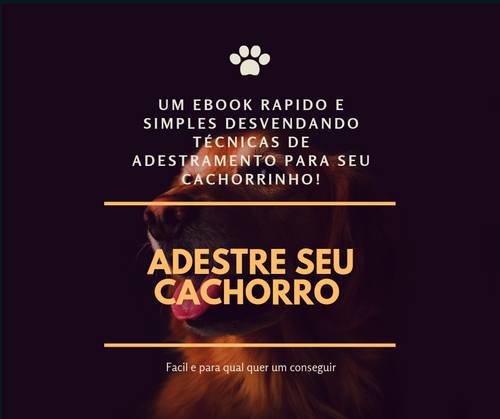 UM EBOOK RAPIDO E
SIMPLES DESVENDANDO
TÉCNICAS DE
ADESTRAMENTO PARA SEU
CACHORRINHO!
ADESTRE SEU
CACHORRO
Facil e para qual quer um conseguir